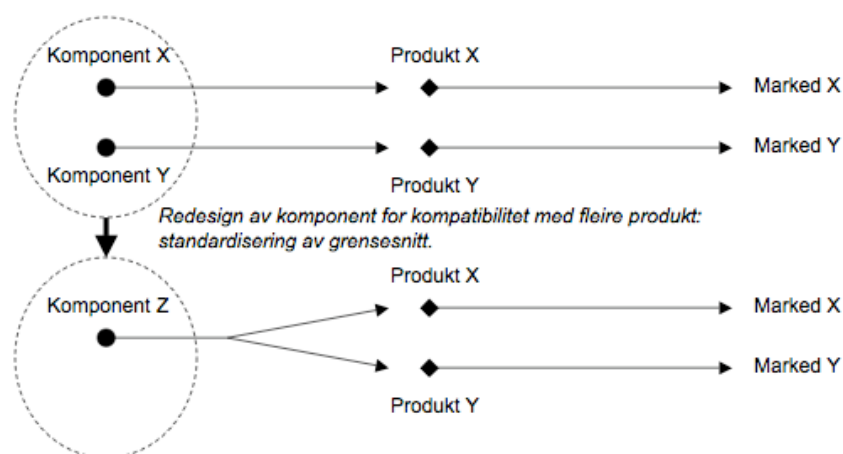 Komponent X
Produkt X
Marked X
Marked Y
Komponent Y
Produkt Y
Redesign av komponent for kompatibilitet med fleire produkt:
standardisering av grensesnitt.
Produkt X
Komponent Z
Marked X
Marked Y
Produkt Y